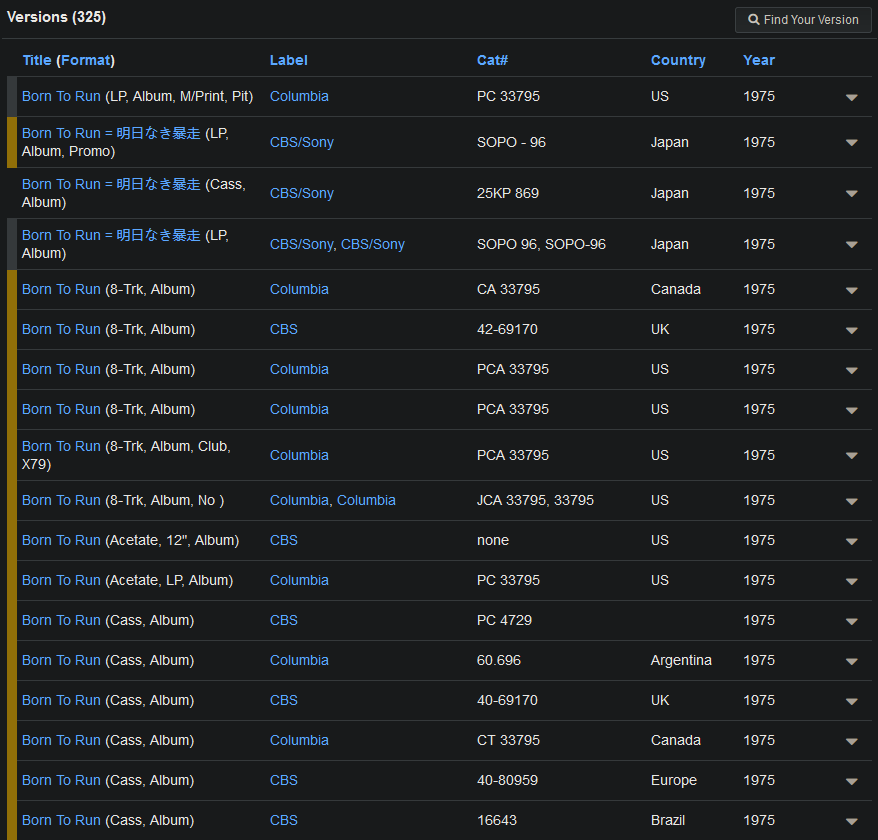 Versions (325)
Find Your Version
Title (Format) Label Cat# Country Year
Born To Run (LP, Album, M/Print, Pit) Columbia PC 33795 US 1975
Born To Run = 明日なき暴走 (LP,
Album, Promo) CBS/Sony SOPO - 96 Japan 1975
Born To Run = 明日なき暴走 (Cass,
Album) CBS/Sony 25KP 869 Japan 1975
Born To Run = 明日なき暴走 (LP,
Album) CBS/Sony, CBS/Sony SOPO 96, SOPO-96 Japan 1975
Born To Run (8-Trk, Album) Columbia CA 33795 Canada 1975
Born To Run (8-Trk, Album) CBS 42-69170 UK 1975
Born To Run (8-Trk, Album) Columbia PCA 33795 US 1975
Born To Run (8-Trk, Album) Columbia PCA 33795 US 1975
Born To Run (8-Trk, Album, Club,
X79) Columbia PCA 33795 US 1975
Born To Run (8-Trk, Album, No ) Columbia, Columbia JCA 33795, 33795 US 1975
Born To Run (Acetate, 12", Album) CBS none US 1975
Born To Run (Acetate, LP, Album) Columbia PC 33795 US 1975
Born To Run (Cass, Album) CBS PC 4729 1975
Born To Run (Cass, Album) Columbia 60.696 Argentina 1975
Born To Run (Cass, Album) CBS 40-69170 UK 1975
Born To Run (Cass, Album) Columbia CT 33795 Canada 1975
Born To Run (Cass, Album) CBS 40-80959 Europe 1975
Born To Run (Cass, Album) CBS 16643 Brazil 1975